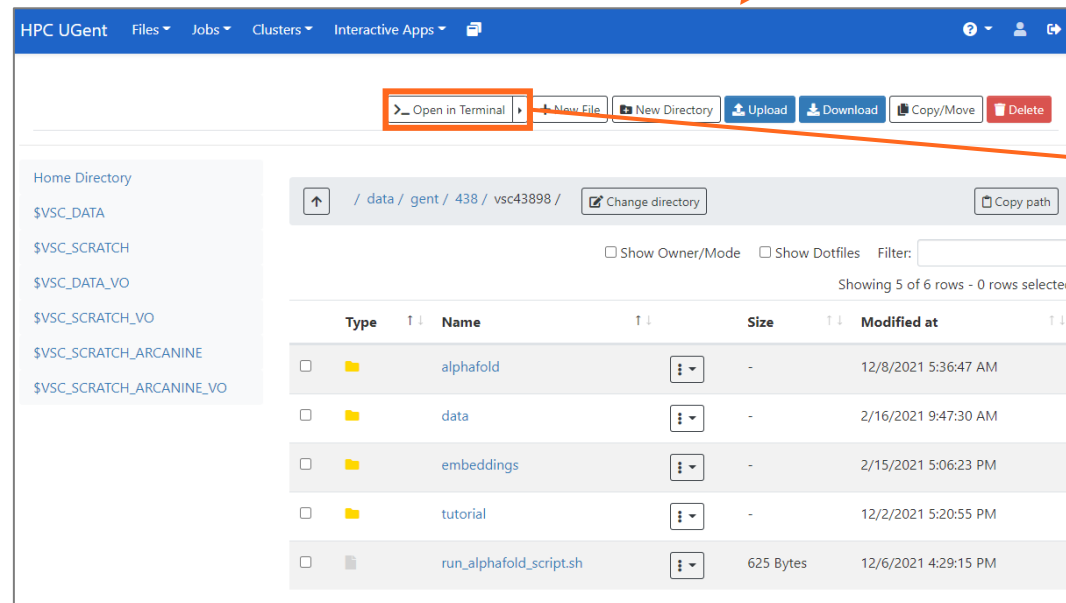 HPC UGent Files Jobs Clusters Interactive Apps
>_ Open in Terminal New File New Directory Upload Download Copy/Move Delete
Home Directory
$VSC_DATA
$VSC_SCRATCH
$VSC_DATA_VO
$VSC_SCRATCH_VO
$VSC_SCRATCH_ARCANINE
$VSC_SCRATCH_ARCANINE_VO
/ data / gent / 438 / vsc43898 / Change directory Copy path
Show Owner/Mode Show Dotfiles Filter:
Showing 5 of 6 rows - 0 rows selected
Type Name Size Modified at
alphafold - 12/8/2021 5:36:47 AM
data - 2/16/2021 9:47:30 AM
embeddings - 2/15/2021 5:06:23 PM
tutorial - 12/2/2021 5:20:55 PM
run_alphafold_script.sh 625 Bytes 12/6/2021 4:29:15 PM